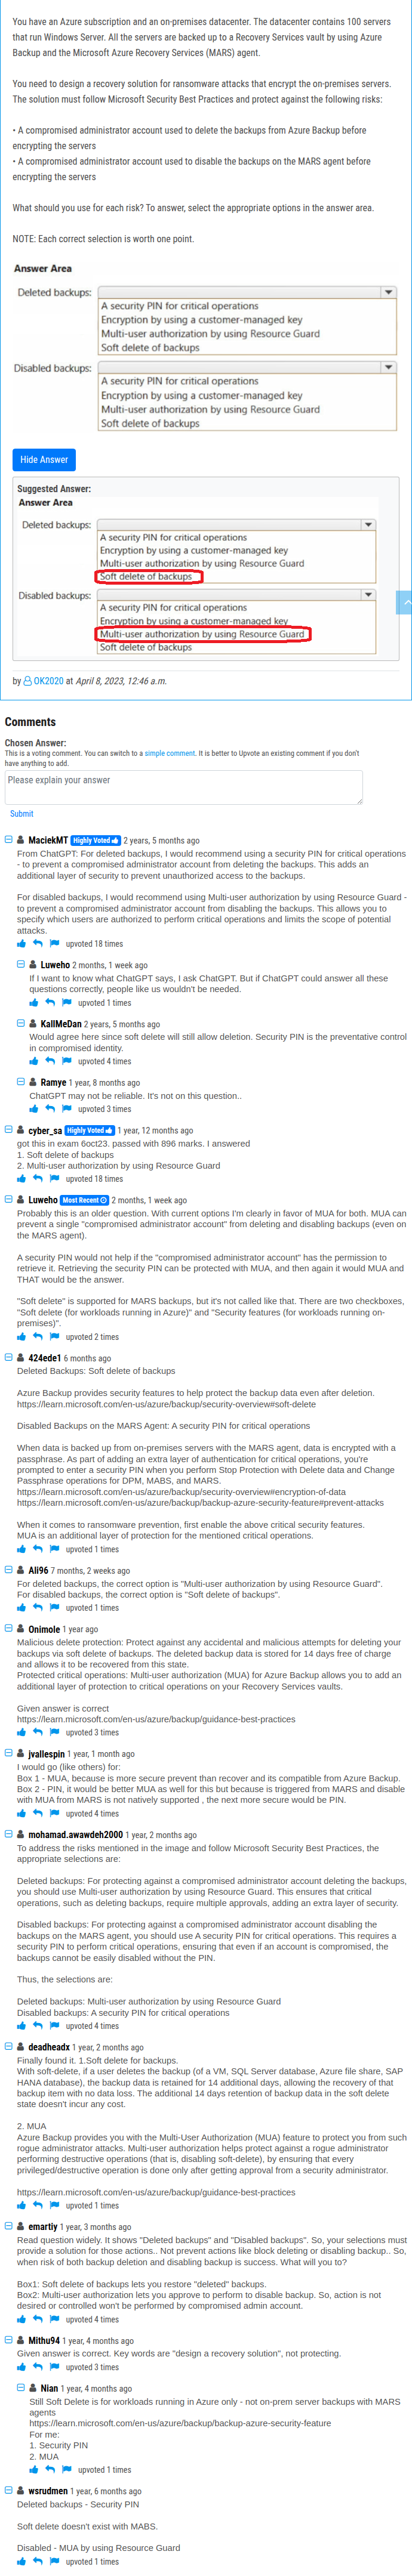 You have an Azure subscription and an on-premises datacenter. The datacenter contains 100 servers
that run Windows Server. All the servers are backed up to a Recovery Services vault by using Azure
Backup and the Microsoft Azure Recovery Services (MARS) agent.
You need to design a recovery solution for ransomware attacks that encrypt the on-premises servers.
The solution must follow Microsoft Security Best Practices and protect against the following risks:
• A compromised administrator account used to delete the backups from Azure Backup before
encrypting the servers
• A compromised administrator account used to disable the backups on the MARS agent before
encrypting the servers
What should you use for each risk? To answer, select the appropriate options in the answer area.
NOTE: Each correct selection is worth one point.
Answer Area
Deleted backups:
A security PIN for critical operations
Encryption by using a customer-managed key
Multi-user authorization by using Resource Guard
Soft delete of backups
Disabled backups:
A security PIN for critical operations
Encryption by using a customer-managed key
Multi-user authorization by using Resource Guard
Soft delete of backups
Hide Answer
Suggested Answer:
Answer Area
Deleted backups:
A security PIN for critical operations
Encryption by using a customer-managed key
Multi-user authorization by using Resource Guard
Soft delete of backups
Disabled backups:
A security PIN for critical operations
Encryption by using a customer-managed key
Multi-user authorization by using Resource Guard
Soft delete of backups
by OK2020 at April 8, 2023, 12:46 a.m.
Comments
Chosen Answer:
This is a voting comment. You can switch to a simple comment. It is better to Upvote an existing comment if you don't
have anything to add.
Please explain your answer
Submit
MaciekMT Highly Voted 2 years, 5 months ago
From ChatGPT: For deleted backups, I would recommend using a security PIN for critical operations
- to prevent a compromised administrator account from deleting the backups. This adds an
additional layer of security to prevent unauthorized access to the backups.
For disabled backups, I would recommend using Multi-user authorization by using Resource Guard -
to prevent a compromised administrator account from disabling the backups. This allows you to
specify which users are authorized to perform critical operations and limits the scope of potential
attacks.
upvoted 18 times
Luweho 2 months, 1 week ago
If I want to know what ChatGPT says, I ask ChatGPT. But if ChatGPT could answer all these
questions correctly, people like us wouldn't be needed.
upvoted 1 times
KallMeDan 2 years, 5 months ago
Would agree here since soft delete will still allow deletion. Security PIN is the preventative control
in compromised identity.
upvoted 4 times
Ramye 1 year, 8 months ago
ChatGPT may not be reliable. It's not on this question..
upvoted 3 times
cyber_sa Highly Voted 1 year, 12 months ago
got this in exam 6oct23. passed with 896 marks. I answered
1. Soft delete of backups
2. Multi-user authorization by using Resource Guard
upvoted 18 times
Luweho Most Recent 2 months, 1 week ago
Probably this is an older question. With current options I'm clearly in favor of MUA for both. MUA can
prevent a single "compromised administrator account" from deleting and disabling backups (even on
the MARS agent).
A security PIN would not help if the "compromised administrator account" has the permission to
retrieve it. Retrieving the security PIN can be protected with MUA, and then again it would MUA and
THAT would be the answer.
"Soft delete" is supported for MARS backups, but it's not called like that. There are two checkboxes,
"Soft delete (for workloads running in Azure)" and "Security features (for workloads running on-
premises)".
upvoted 2 times
424ede1 6 months ago
Deleted Backups: Soft delete of backups
Azure Backup provides security features to help protect the backup data even after deletion.
https://learn.microsoft.com/en-us/azure/backup/security-overview#soft-delete
Disabled Backups on the MARS Agent: A security PIN for critical operations
When data is backed up from on-premises servers with the MARS agent, data is encrypted with a
passphrase. As part of adding an extra layer of authentication for critical operations, you're
prompted to enter a security PIN when you perform Stop Protection with Delete data and Change
Passphrase operations for DPM, MABS, and MARS.
https://learn.microsoft.com/en-us/azure/backup/security-overview#encryption-of-data
https://learn.microsoft.com/en-us/azure/backup/backup-azure-security-feature#prevent-attacks
When it comes to ransomware prevention, first enable the above critical security features.
MUA is an additional layer of protection for the mentioned critical operations.
upvoted 1 times
Ali96 7 months, 2 weeks ago
For deleted backups, the correct option is "Multi-user authorization by using Resource Guard".
For disabled backups, the correct option is "Soft delete of backups".
upvoted 1 times
Onimole 1 year ago
Malicious delete protection: Protect against any accidental and malicious attempts for deleting your
backups via soft delete of backups. The deleted backup data is stored for 14 days free of charge
and allows it to be recovered from this state.
Protected critical operations: Multi-user authorization (MUA) for Azure Backup allows you to add an
additional layer of protection to critical operations on your Recovery Services vaults.
Given answer is correct
https://learn.microsoft.com/en-us/azure/backup/guidance-best-practices
upvoted 3 times
jvallespin 1 year, 1 month ago
I would go (like others) for:
Box 1 - MUA, because is more secure prevent than recover and its compatible from Azure Backup.
Box 2 - PIN, it would be better MUA as well for this but because is triggered from MARS and disable
with MUA from MARS is not natively supported , the next more secure would be PIN.
upvoted 4 times
mohamad.awawdeh2000 1 year, 2 months ago
To address the risks mentioned in the image and follow Microsoft Security Best Practices, the
appropriate selections are:
Deleted backups: For protecting against a compromised administrator account deleting the backups,
you should use Multi-user authorization by using Resource Guard. This ensures that critical
operations, such as deleting backups, require multiple approvals, adding an extra layer of security.
Disabled backups: For protecting against a compromised administrator account disabling the
backups on the MARS agent, you should use A security PIN for critical operations. This requires a
security PIN to perform critical operations, ensuring that even if an account is compromised, the
backups cannot be easily disabled without the PIN.
Thus, the selections are:
Deleted backups: Multi-user authorization by using Resource Guard
Disabled backups: A security PIN for critical operations
upvoted 4 times
deadheadx 1 year, 2 months ago
Finally found it. 1.Soft delete for backups.
With soft-delete, if a user deletes the backup (of a VM, SQL Server database, Azure file share, SAP
HANA database), the backup data is retained for 14 additional days, allowing the recovery of that
backup item with no data loss. The additional 14 days retention of backup data in the soft delete
state doesn't incur any cost.
2. MUA
Azure Backup provides you with the Multi-User Authorization (MUA) feature to protect you from such
rogue administrator attacks. Multi-user authorization helps protect against a rogue administrator
performing destructive operations (that is, disabling soft-delete), by ensuring that every
privileged/destructive operation is done only after getting approval from a security administrator.
https://learn.microsoft.com/en-us/azure/backup/guidance-best-practices
upvoted 1 times
emartiy 1 year, 3 months ago
Read question widely. It shows "Deleted backups" and "Disabled backups". So, your selections must
provide a solution for those actions.. Not prevent actions like block deleting or disabling backup.. So,
when risk of both backup deletion and disabling backup is success. What will you to?
Box1: Soft delete of backups lets you restore "deleted" backups.
Box2: Multi-user authorization lets you approve to perform to disable backup. So, action is not
desired or controlled won't be performed by compromised admin account.
upvoted 4 times
Mithu94 1 year, 4 months ago
Given answer is correct. Key words are "design a recovery solution", not protecting.
upvoted 3 times
Nian 1 year, 4 months ago
Still Soft Delete is for workloads running in Azure only - not on-prem server backups with MARS
agents
https://learn.microsoft.com/en-us/azure/backup/backup-azure-security-feature
For me:
1. Security PIN
2. MUA
upvoted 1 times
wsrudmen 1 year, 6 months ago
Deleted backups - Security PIN
Soft delete doesn't exist with MABS.
Disabled - MUA by using Resource Guard
upvoted 1 times